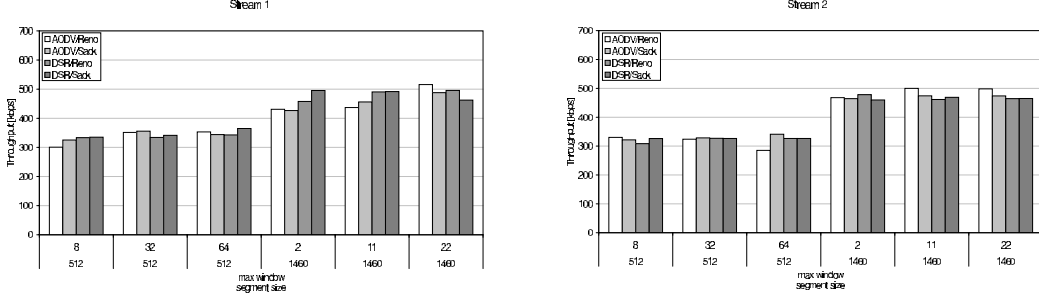 Stream 1
700
600
500
400
300
200
100
0
Throughput [kbps]
AODV/Reno
AODV/Sack
DSR/Reno
DSR/Sack
8 32 64 2 11 22
512 512 512 1460 1460 1460
max window
segment size
Stream 2
700
600
500
400
300
200
100
0
Throughput [kbps]
AODV/Reno
AODV/Sack
DSR/Reno
DSR/Sack
8 32 64 2 11 22
512 512 512 1460 1460 1460
max window
segment size